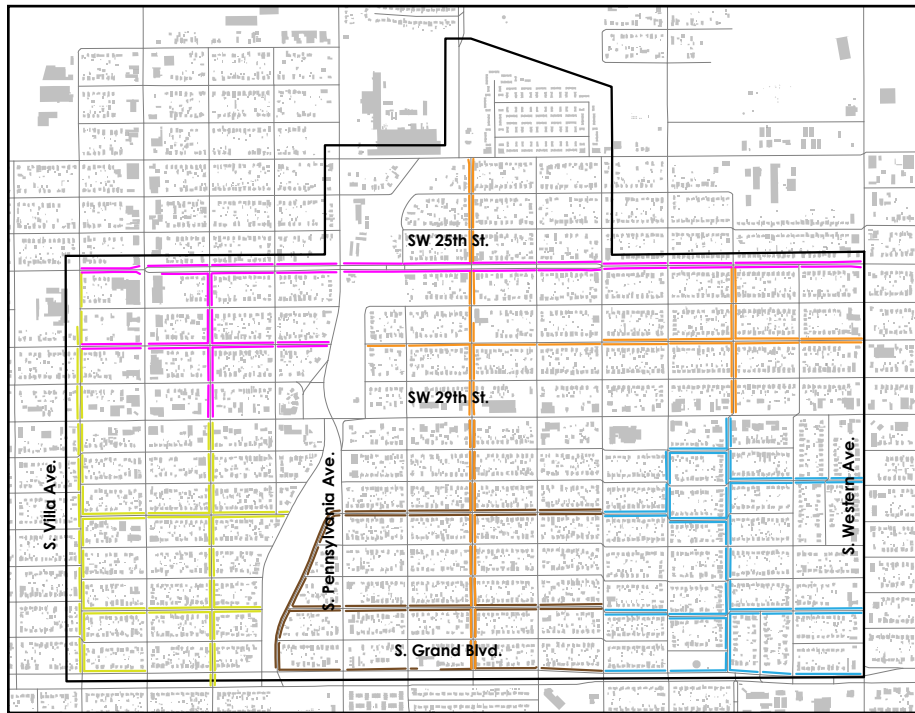 SW 25th St.
SW 29th St.
S. Villa Ave.
S. Pennsylvania Ave.
S. Western Ave.
S. Grand Blvd.